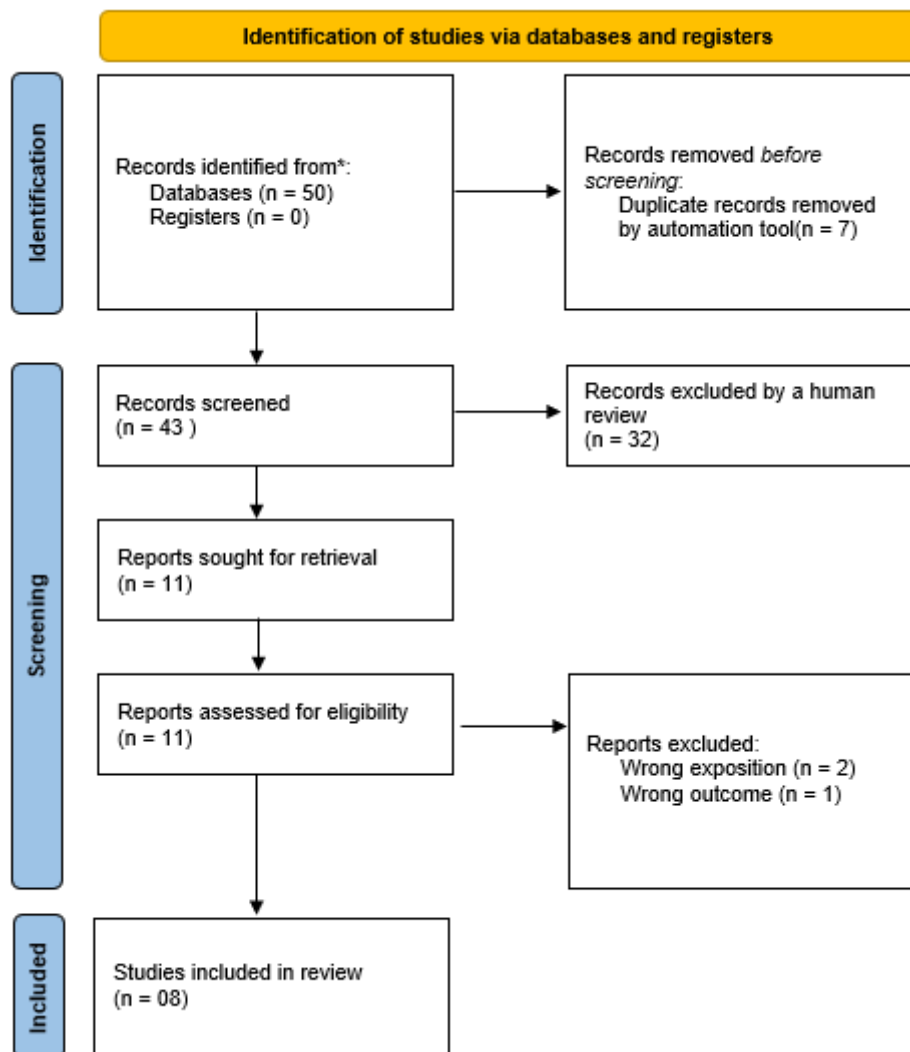 Identification of studies via databases and registers
Identification
Records identified from*:
Databases (n = 50)
Registers (n = 0)
Records removed before
screening:
Duplicate records removed
by automation tool(n = 7)
Screening
Records screened
(n = 43 )
Records excluded by a human
review
(n = 32)
Reports sought for retrieval
(n = 11)
Reports assessed for eligibility
(n = 11)
Reports excluded:
Wrong exposition (n = 2)
Wrong outcome (n = 1)
Included
Studies included in review
(n = 08)